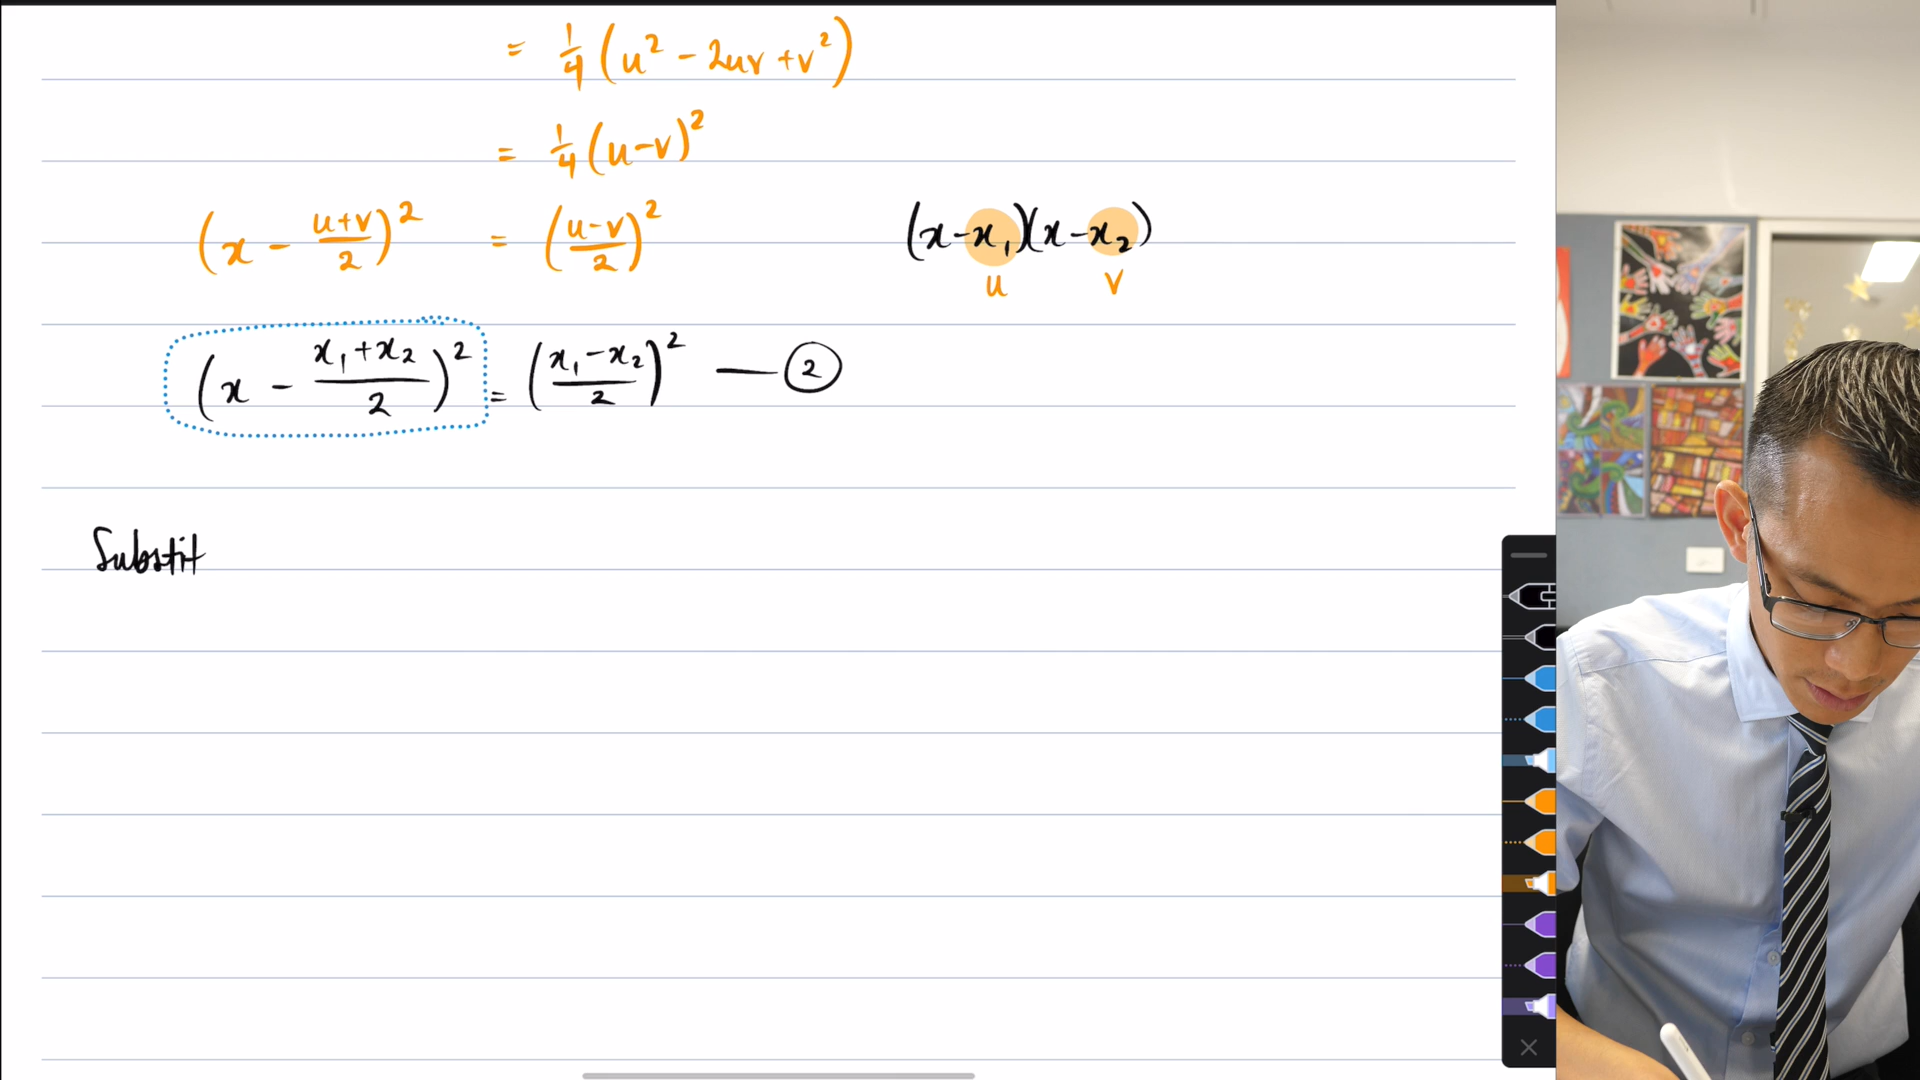 = 1/4 (u² - 2uv + v²)
= 1/4 (u-v)²
(x - (u+v)/2)² = ((u-v)/2)²
(x-x₁)(x-x₂)
u v
(x - (x₁+x₂)/2)² = ((x₁-x₂)/2)² — ②
Substit